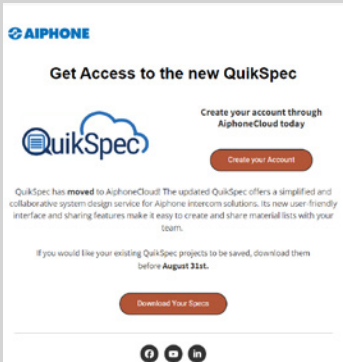 AIPHONE
Get Access to the new QuikSpec
QuikSpec
Create your account through
AiphoneCloud today
Create your Account
QuikSpec has moved to AiphoneCloud! The updated QuikSpec offers a simplified and
collaborative system design service for Aiphone intercom solutions. Its new user-friendly
interface and sharing features make it easy to create and share material lists with your
team.
If you would like your existing QuikSpec projects to be saved, download them
before August 31st.
Download Your Specs
in